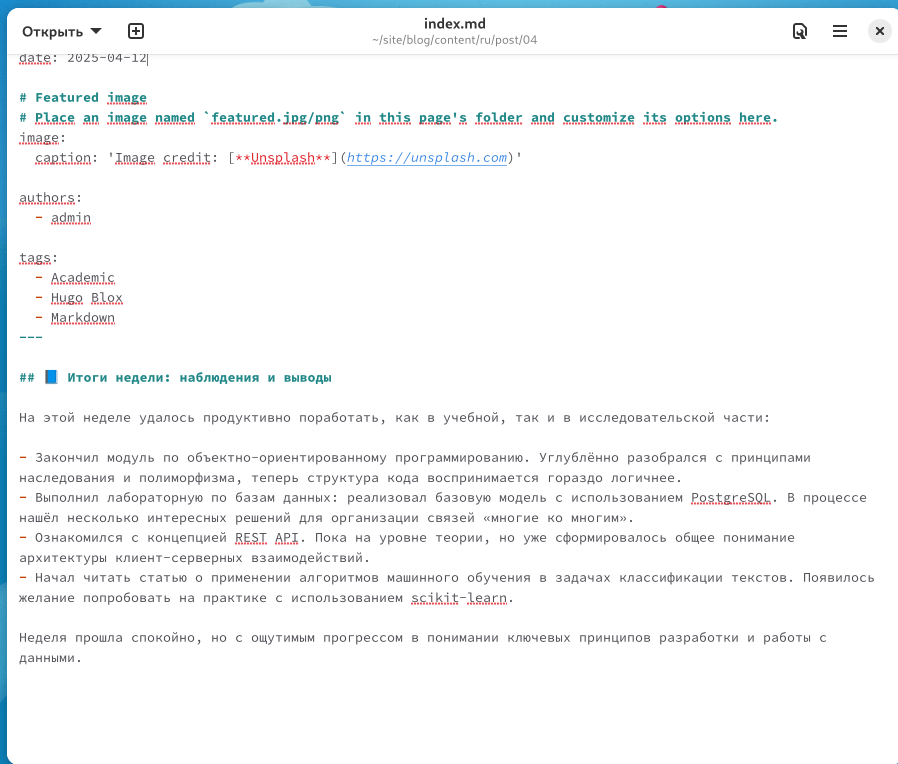 Открыть
index.md
~/site/blog/content/ru/post/04
date: 2025-04-12
# Featured image
# Place an image named `featured.jpg/png` in this page's folder and customize its options here.
image:
  caption: 'Image credit: [**Unsplash**](https://unsplash.com)'
authors:
  - admin
tags:
  - Academic
  - Hugo Blox
  - Markdown
---
## 📘 Итоги недели: наблюдения и выводы
На этой неделе удалось продуктивно поработать, как в учебной, так и в исследовательской части:
- Закончил модуль по объектно-ориентированному программированию. Углублённо разобрался с принципами
наследования и полиморфизма, теперь структура кода воспринимается гораздо логичнее.
- Выполнил лабораторную по базам данных: реализовал базовую модель с использованием PostgreSQL. В процессе
нашёл несколько интересных решений для организации связей «многие ко многим».
- Ознакомился с концепцией REST API. Пока на уровне теории, но уже сформировалось общее понимание
архитектуры клиент-серверных взаимодействий.
- Начал читать статью о применении алгоритмов машинного обучения в задачах классификации текстов. Появилось
желание попробовать на практике с использованием scikit-learn.
Неделя прошла спокойно, но с ощутимым прогрессом в понимании ключевых принципов разработки и работы с
данными.